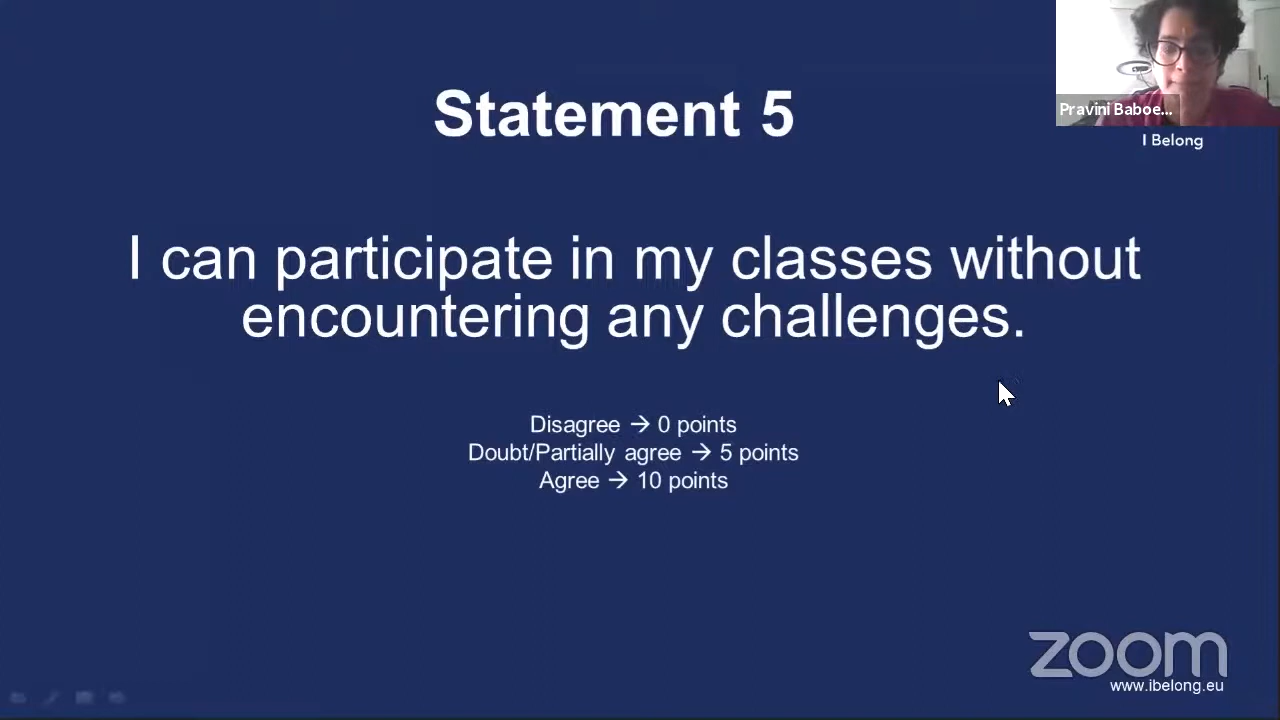 Statement 5
Pravini Baboe...
I Belong
I can participate in my classes without
encountering any challenges.
Disagree → 0 points
Doubt/Partially agree → 5 points
Agree → 10 points
zoom
www.ibelong.eu